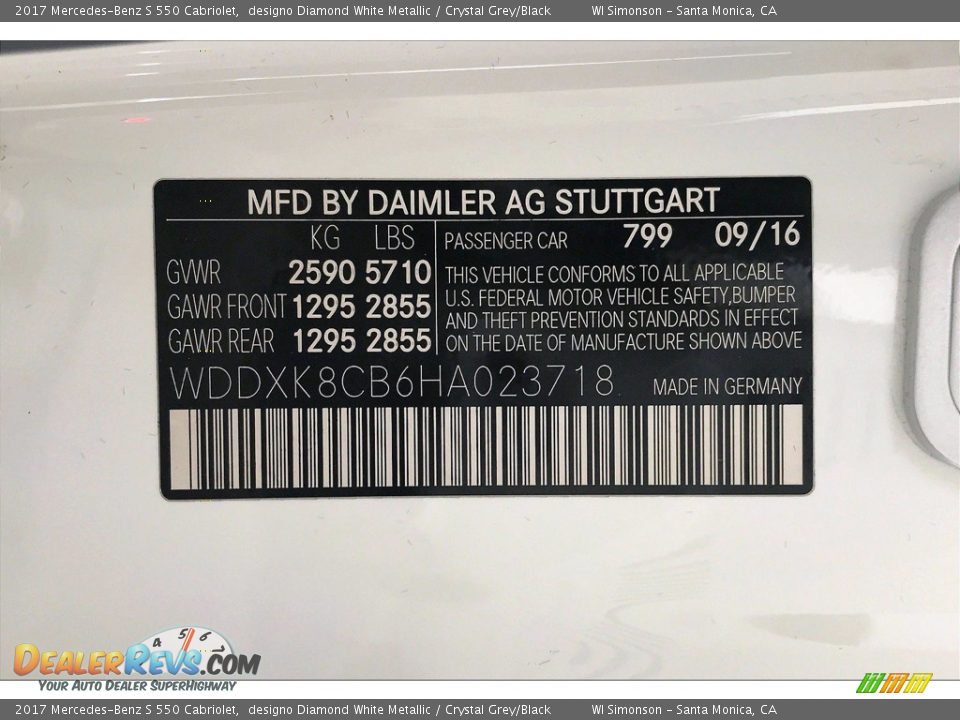 2017 Mercedes-Benz S 550 Cabriolet, designo Diamond White Metallic / Crystal Grey/Black WI Simonson - Santa Monica, CA
MFD BY DAIMLER AG STUTTGART
KG LBS
GVWR 2590 5710
GAWR FRONT 1295 2855
GAWR REAR 1295 2855
PASSENGER CAR 799 09/16
THIS VEHICLE CONFORMS TO ALL APPLICABLE
U.S. FEDERAL MOTOR VEHICLE SAFETY,BUMPER
AND THEFT PREVENTION STANDARDS IN EFFECT
ON THE DATE OF MANUFACTURE SHOWN ABOVE
WDDXK8CB6HA023718 MADE IN GERMANY
4 5 6 7
DEALERREVS.COM
YOUR AUTO DEALER SUPERHIGHWAY
2017 Mercedes-Benz S 550 Cabriolet, designo Diamond White Metallic / Crystal Grey/Black WI Simonson - Santa Monica, CA